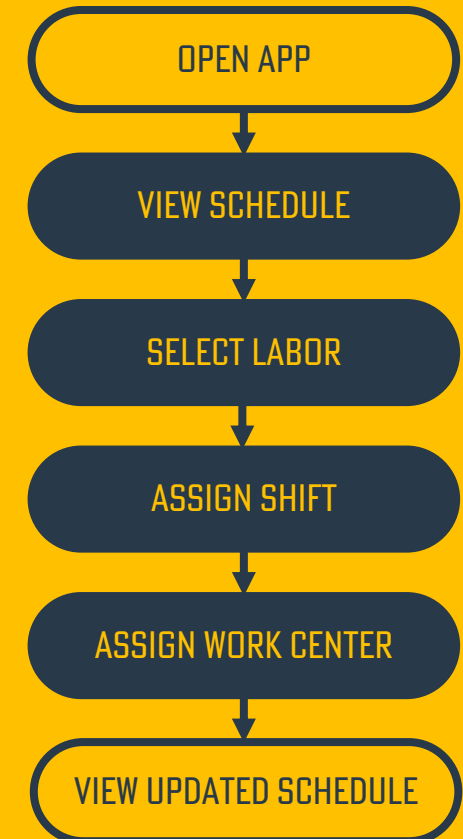 OPEN APP
VIEW SCHEDULE
SELECT LABOR
ASSIGN SHIFT
ASSIGN WORK CENTER
VIEW UPDATED SCHEDULE